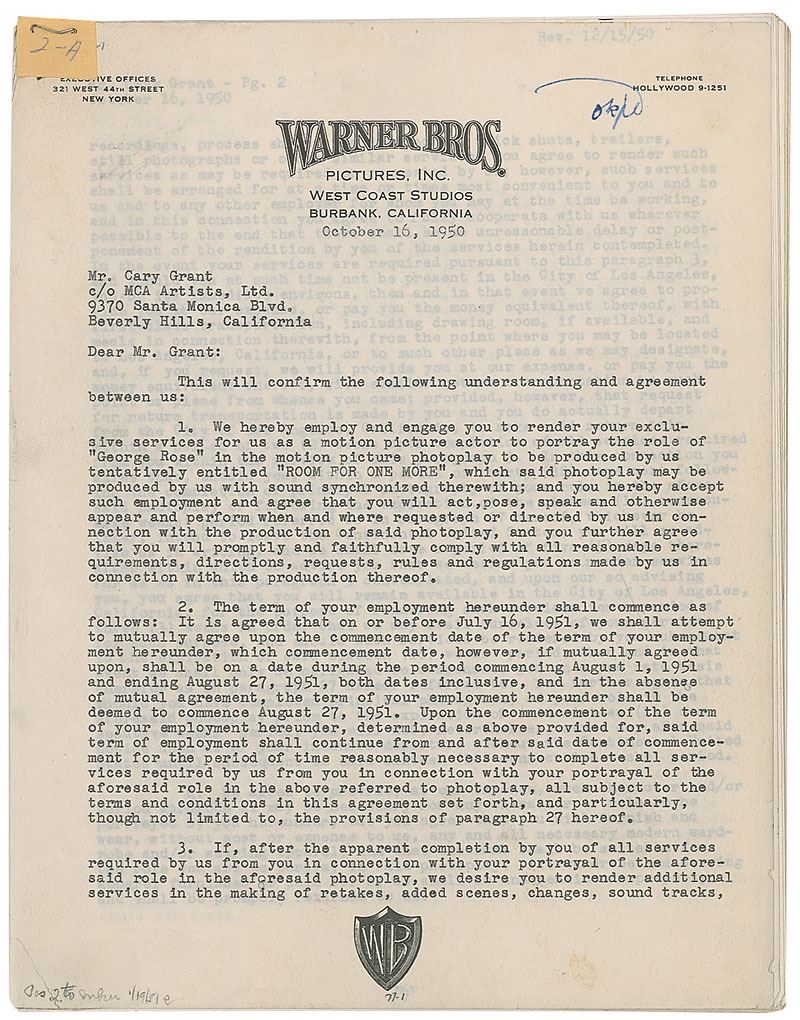 2-A
Rev. 12/15/50
EXECUTIVE OFFICES
321 WEST 44TH STREET
NEW YORK
Grant - Pg. 2
16, 1950
TELEPHONE
HOLLYWOOD 9-1251
WARNER BROS.
PICTURES, INC.
WEST COAST STUDIOS
BURBANK, CALIFORNIA
October 16, 1950
Mr. Cary Grant
c/o MCA Artists, Ltd.
9370 Santa Monica Blvd.
Beverly Hills, California
Dear Mr. Grant:
This will confirm the following understanding and agreement
between us:
1. We hereby employ and engage you to render your exclu-
sive services for us as a motion picture actor to portray the role of
"George Rose" in the motion picture photoplay to be produced by us
tentatively entitled "ROOM FOR ONE MORE", which said photoplay may be
produced by us with sound synchronized therewith; and you hereby accept
such employment and agree that you will act,pose, speak and otherwise
appear and perform when and where requested or directed by us in con-
nection with the production of said photoplay, and you further agree
that you will promptly and faithfully comply with all reasonable re-
quirements, directions, requests, rules and regulations made by us in
connection with the production thereof.
2. The term of your employment hereunder shall commence as
follows: It is agreed that on or before July 16, 1951, we shall attempt
to mutually agree upon the commencement date of the term of your employ-
ment hereunder, which commencement date, however, if mutually agreed
upon, shall be on a date during the period commencing August 1, 1951
and ending August 27, 1951, both dates inclusive, and in the absence
of mutual agreement, the term of your employment hereunder shall be
deemed to commence August 27, 1951. Upon the commencement of the term
of your employment hereunder, determined as above provided for, said
term of employment shall continue from and after said date of commence-
ment for the period of time reasonably necessary to complete all ser-
vices required by us from you in connection with your portrayal of the
aforesaid role in the above referred to photoplay, all subject to the
terms and conditions in this agreement set forth, and particularly,
though not limited to, the provisions of paragraph 27 hereof.
3. If, after the apparent completion by you of all services
required by us from you in connection with your portrayal of the afore-
said role in the aforesaid photoplay, we desire you to render additional
services in the making of retakes, added scenes, changes, sound tracks,
WB
77-1